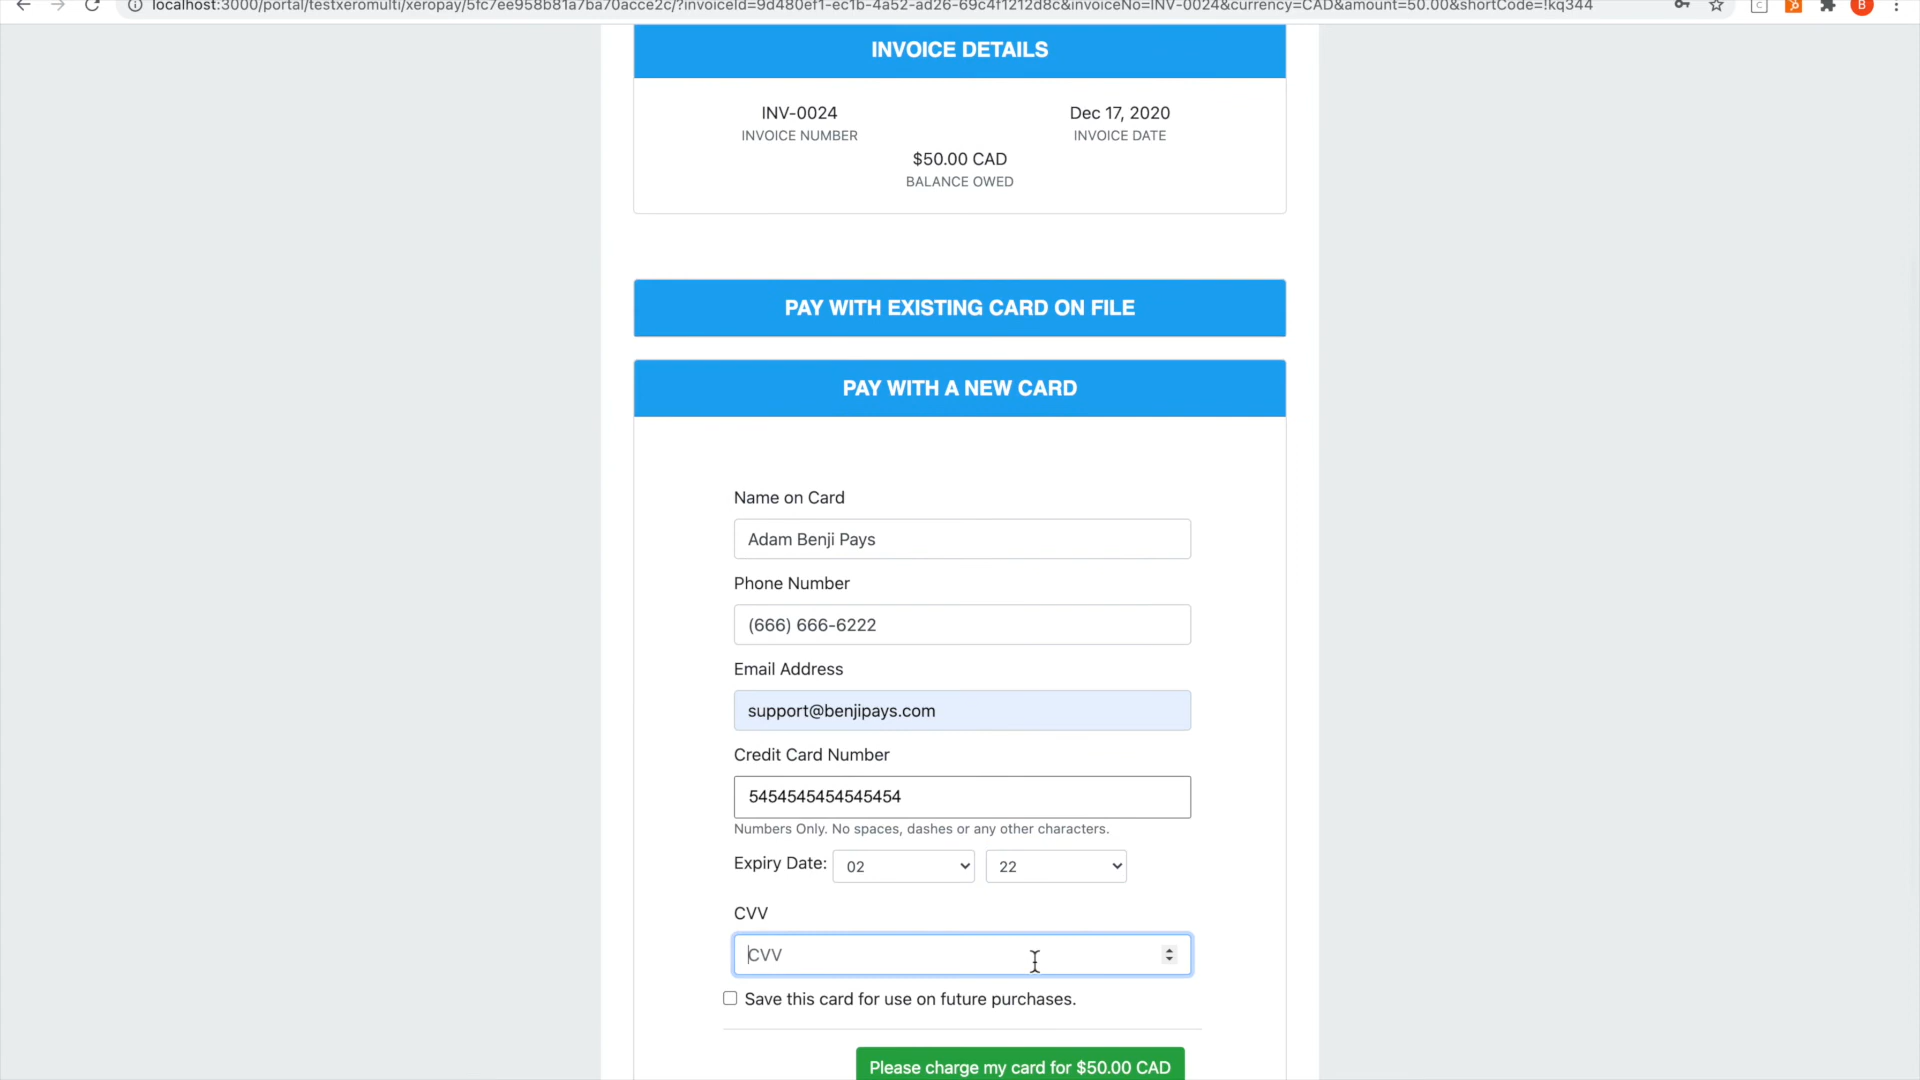 localhost:3000/portal/testxeromulti/xeropay/5fc7ee958b81a7ba70acce2c/?invoiceId=9d480ef1-ec1b-4a52-ad26-69c4f1212d8c&invoiceNo=INV-0024&currency=CAD&amount=50.00&shortCode=!kq344
C
B
INVOICE DETAILS
INV-0024 Dec 17, 2020
INVOICE NUMBER INVOICE DATE
$50.00 CAD
BALANCE OWED
PAY WITH EXISTING CARD ON FILE
PAY WITH A NEW CARD
Name on Card
Adam Benji Pays
Phone Number
(666) 666-6222
Email Address
support@benjipays.com
Credit Card Number
5454545454545454
Numbers Only. No spaces, dashes or any other characters.
Expiry Date: 02 22
CVV
CVV
Save this card for use on future purchases.
Please charge my card for $50.00 CAD